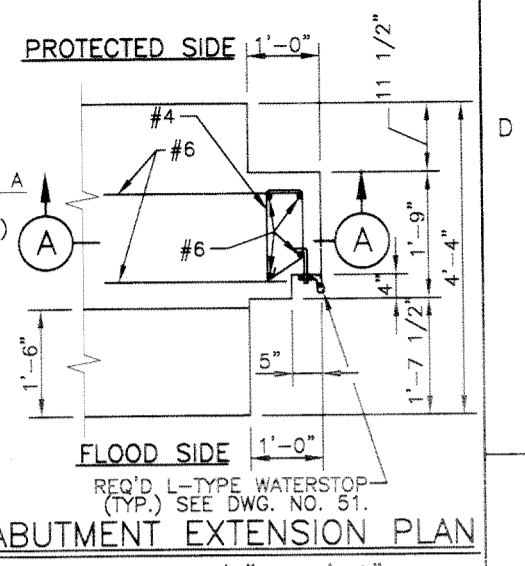 PROTECTED SIDE
1'-0"
11 1/2"
D
#4
#6
A
)
A
A
#6
1'-9"
4'-4"
4"
1'-6"
5"
1'-7 1/2"
FLOOD SIDE
1'-0"
REQ'D L-TYPE WATERSTOP
(TYP.) SEE DWG. NO. 51.
ABUTMENT EXTENSION PLAN